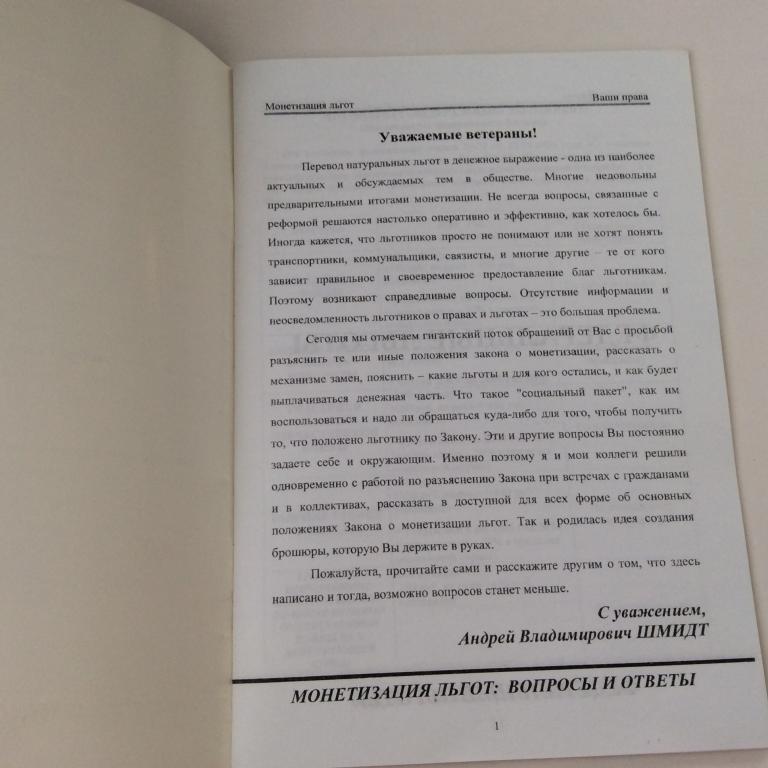 Монетизация льгот Ваши права
Уважаемые ветераны!
Перевод натуральных льгот в денежное выражение - одна из наиболее
актуальных и обсуждаемых тем в обществе. Многие недовольны
предварительными итогами монетизации. Не всегда вопросы, связанные с
реформой решаются настолько оперативно и эффективно, как хотелось бы.
Иногда кажется, что льготников просто не понимают или не хотят понять
транспортники, коммунальщики, связисты, и многие другие – те от кого
зависит правильное и своевременное предоставление благ льготникам.
Поэтому возникают справедливые вопросы. Отсутствие информации и
неосведомленность льготников о правах и льготах – это большая проблема.
Сегодня мы отмечаем гигантский поток обращений от Вас с просьбой
разъяснить те или иные положения закона о монетизации, рассказать о
механизме замен, пояснить – какие льготы и для кого остались, и как будет
выплачиваться денежная часть. Что такое "социальный пакет", как им
воспользоваться и надо ли обращаться куда-либо для того, чтобы получить
то, что положено льготнику по Закону. Эти и другие вопросы Вы постоянно
задаете себе и окружающим. Именно поэтому я и мои коллеги решили
одновременно с работой по разъяснению Закона при встречах с гражданами
и в коллективах, рассказать в доступной для всех форме об основных
положениях Закона о монетизации льгот. Так и родилась идея создания
брошюры, которую Вы держите в руках.
Пожалуйста, прочитайте сами и расскажите другим о том, что здесь
написано и тогда, возможно вопросов станет меньше.
С уважением,
Андрей Владимирович ШМИДТ
МОНЕТИЗАЦИЯ ЛЬГОТ: ВОПРОСЫ И ОТВЕТЫ
1